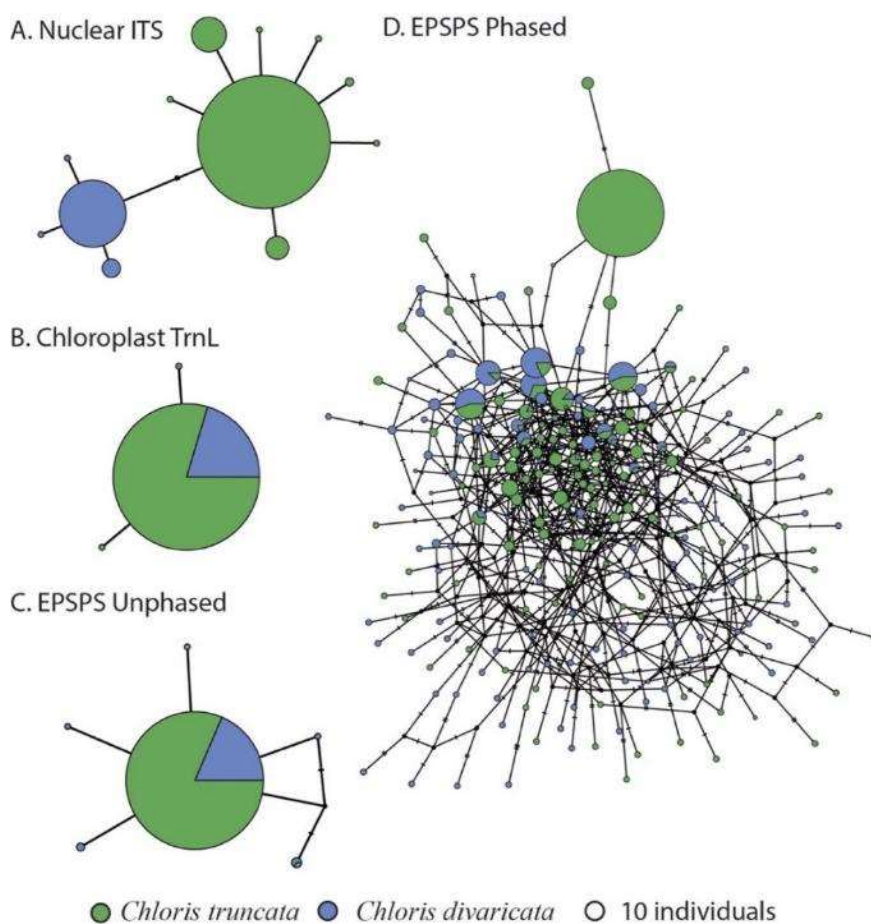 A. Nuclear ITS
D. EPSPS Phased
B. Chloroplast TrnL
C. EPSPS Unphased
Chloris truncata Chloris divaricata 10 individuals